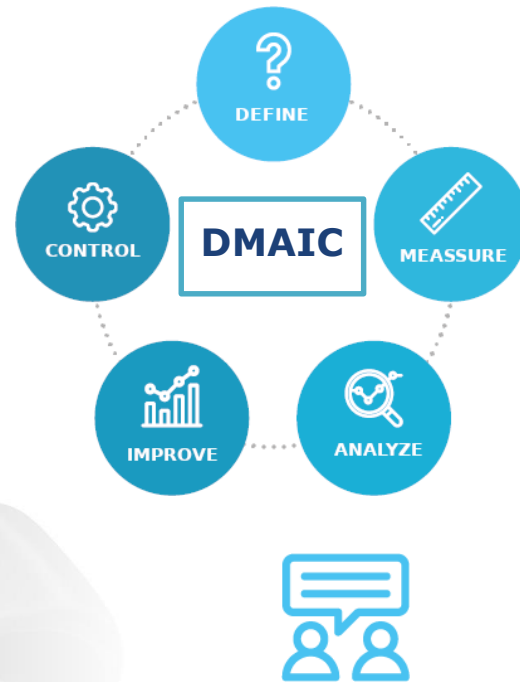 DEFINE
DMAIC
CONTROL
MEASSURE
IMPROVE
ANALYZE